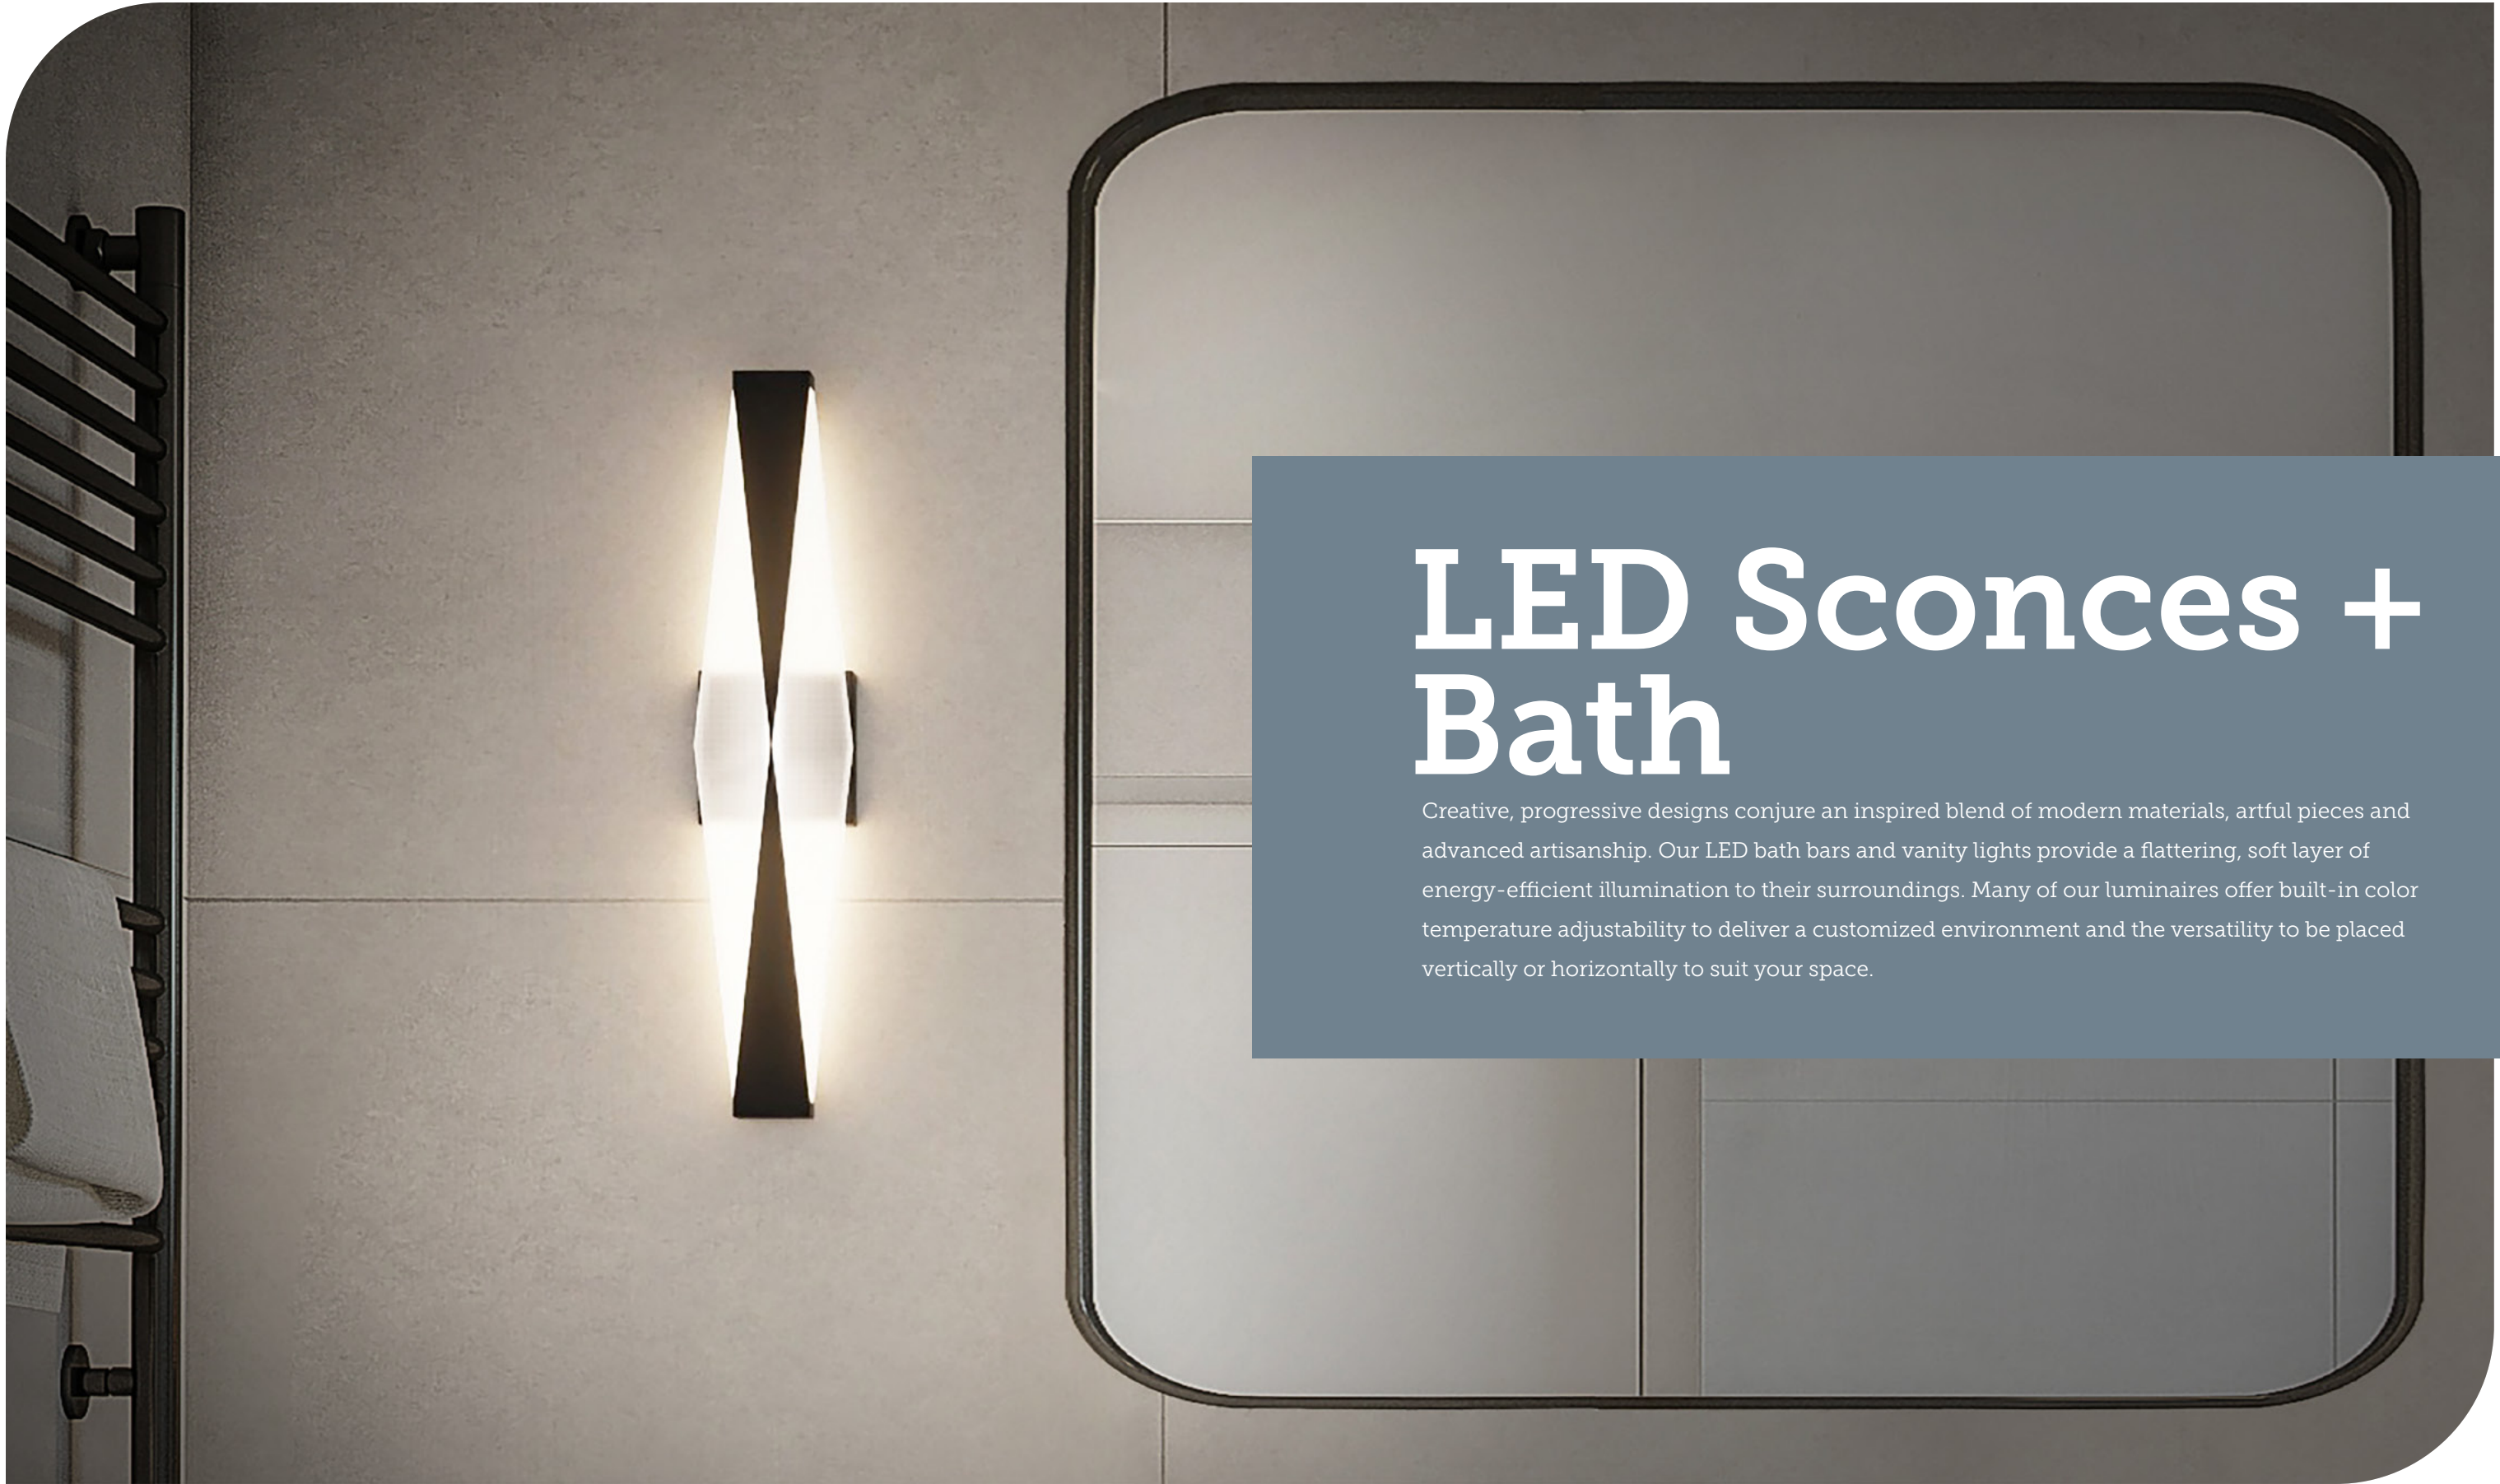 LED Sconces +
Bath
Creative, progressive designs conjure an inspired blend of modern materials, artful pieces and
advanced artisanship. Our LED bath bars and vanity lights provide a flattering, soft layer of
energy-efficient illumination to their surroundings. Many of our luminaires offer built-in color
temperature adjustability to deliver a customized environment and the versatility to be placed
vertically or horizontally to suit your space.